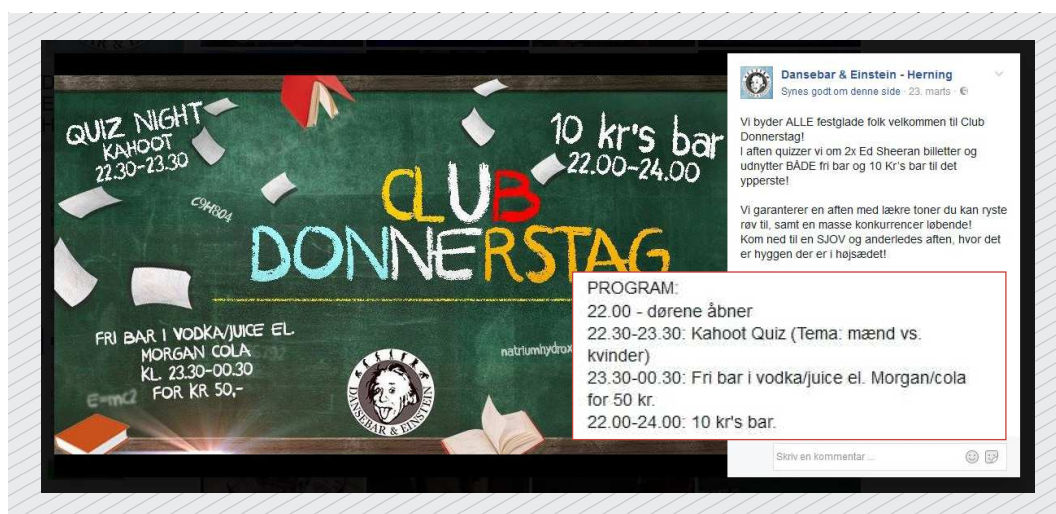 QUIZ NIGHT
KAHOOT
22.30-23.30
10 kr's bar
22.00-24.00
C9H8O4
CLUB
DONNERSTAG
FRI BAR I VODKA/JUICE EL.
MORGAN COLA
KL. 23.30-00.30
FOR KR 50,-
E=mc2
natriumhydrox
DANSEBAR & EINSTEIN
Dansebar & Einstein - Herning
Synes godt om denne side · 23. marts ·
Vi byder ALLE festglade folk velkommen til Club
Donnerstag!
I aften quizzer vi om 2x Ed Sheeran billetter og
udnytter BÅDE fri bar og 10 Kr's bar til det
ypperste!
Vi garanterer en aften med lækre toner du kan ryste
røv til, samt en masse konkurrencer løbende!
Kom ned til en SJOV og anderledes aften, hvor det
er hyggen der er i højsædet!
PROGRAM:
22.00 - dørene åbner
22.30-23.30: Kahoot Quiz (Tema: mænd vs.
kvinder)
23.30-00.30: Fri bar i vodka/juice el. Morgan/cola
for 50 kr.
22.00-24.00: 10 kr's bar.
Skriv en kommentar ...